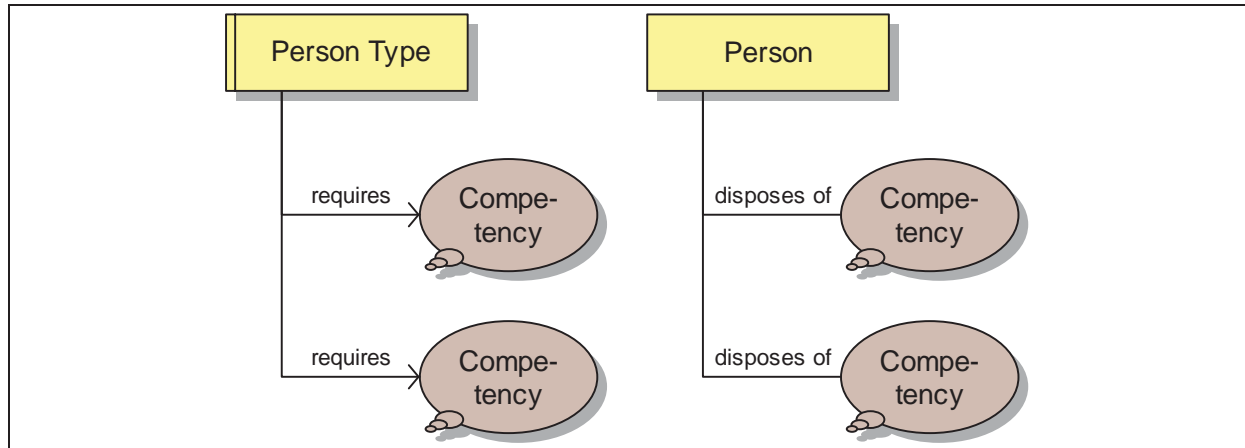 Person Type
Person
requires
Compe-
tency
disposes of
Compe-
tency
requires
Compe-
tency
disposes of
Compe-
tency